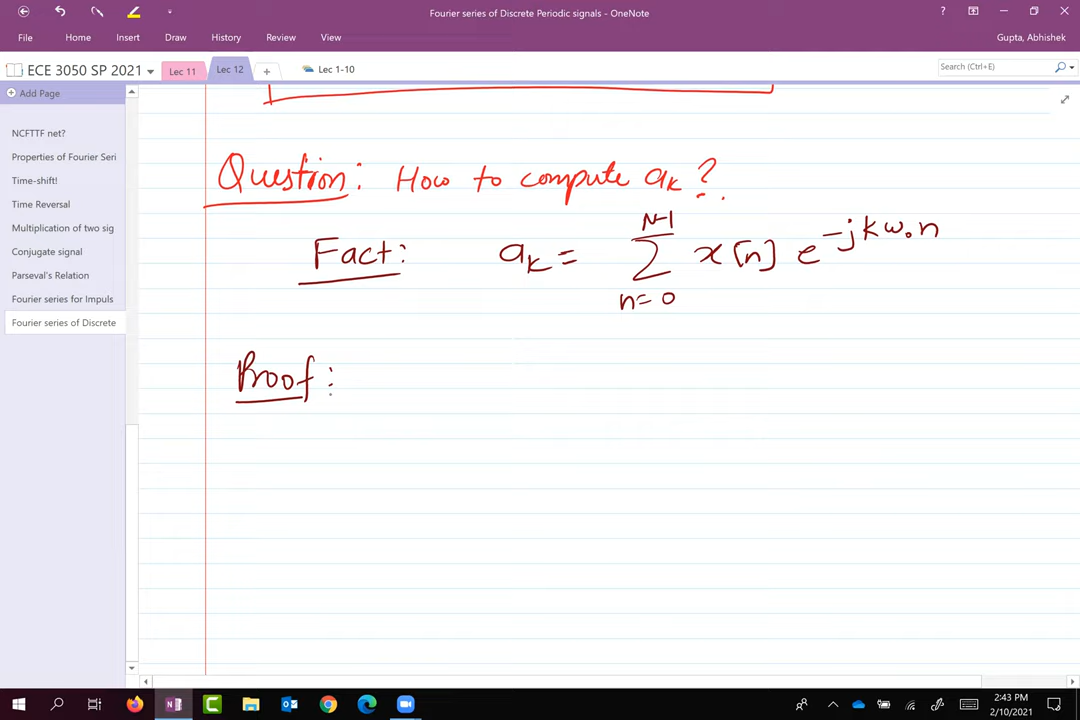 Fourier series of Discrete Periodic signals - OneNote
?
File Home Insert Draw History Review View
Gupta, Abhishek
ECE 3050 SP 2021
Lec 11
Lec 12
+
Lec 1-10
Search (Ctrl+E)
Add Page
NCFTTF net?
Properties of Fourier Seri
Time-shift!
Time Reversal
Multiplication of two sig
Conjugate signal
Parseval's Relation
Fourier series for Impuls
Fourier series of Discrete
Question: How to compute aₖ?
N-1
Fact: aₖ = ∑ x[n] e^{-jkω₀n}
n=0
Proof:
2:43 PM
2/10/2021